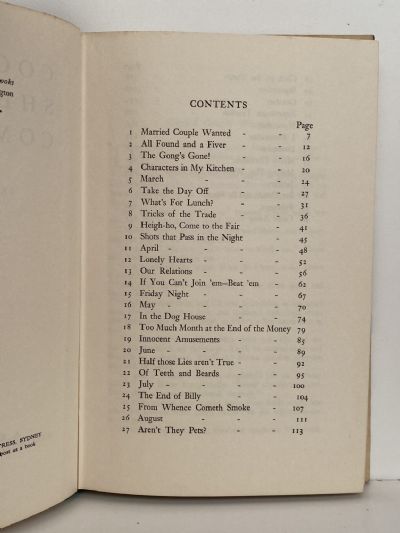 ooks
gton
CONTENTS
Page
1 Married Couple Wanted - - 7
2 All Found and a Fiver - - 12
3 The Gong's Gone! - - 16
4 Characters in My Kitchen - - 20
5 March - - 24
6 Take the Day Off - - 27
7 What's For Lunch? - - 31
8 Tricks of the Trade - - 36
9 Heigh-ho, Come to the Fair - 41
10 Shots that Pass in the Night - 45
11 April - - - 48
12 Lonely Hearts - - - 52
13 Our Relations - - - 56
14 If You Can't Join 'em—Beat 'em - 62
15 Friday Night - - - 67
16 May - - - 70
17 In the Dog House - - 74
18 Too Much Month at the End of the Money 79
19 Innocent Amusements - - 85
20 June - - - 89
21 Half those Lies aren't True - - 92
22 Of Teeth and Beards - - 95
23 July - - - 100
24 The End of Billy - - 104
25 From Whence Cometh Smoke - 107
26 August - - 111
27 Aren't They Pets? - - 113
PRESS, SYDNEY
post as a book